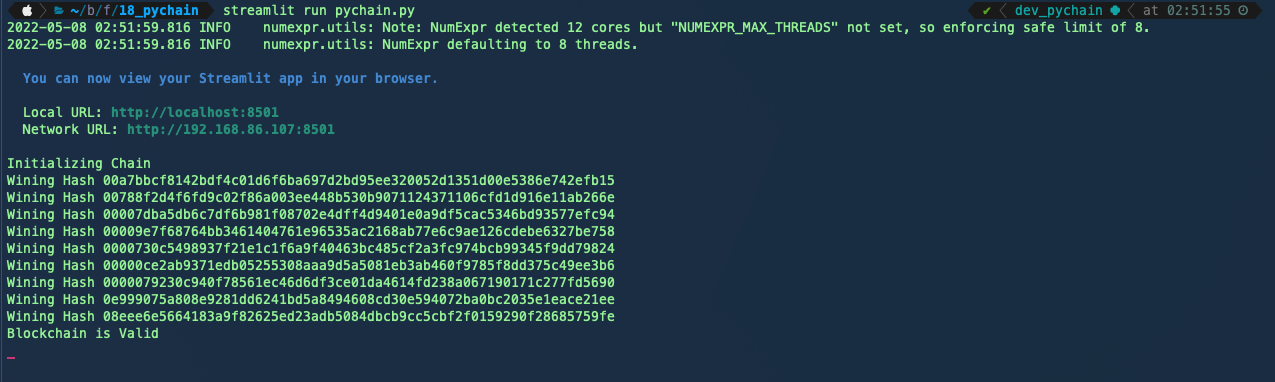 ~/b/f/18_pychain streamlit run pychain.py ✔ dev_pychain at 02:51:55
2022-05-08 02:51:59.816 INFO    numexpr.utils: Note: NumExpr detected 12 cores but "NUMEXPR_MAX_THREADS" not set, so enforcing safe limit of 8.
2022-05-08 02:51:59.816 INFO    numexpr.utils: NumExpr defaulting to 8 threads.
You can now view your Streamlit app in your browser.
Local URL: http://localhost:8501
Network URL: http://192.168.86.107:8501
Initializing Chain
Wining Hash 00a7bbcf8142bdf4c01d6f6ba697d2bd95ee320052d1351d00e5386e742efb15
Wining Hash 00788f2d4f6fd9c02f86a003ee448b530b9071124371106cfd1d916e11ab266e
Wining Hash 00007dba5db6c7df6b981f08702e4dff4d9401e0a9df5cac5346bd93577efc94
Wining Hash 00009e7f68764bb3461404761e96535ac2168ab77e6c9ae126cdebe6327be758
Wining Hash 0000730c5498937f21e1c1f6a9f40463bc485cf2a3fc974bcb99345f9dd79824
Wining Hash 00000ce2ab9371edb05255308aaa9d5a5081eb3ab460f9785f8dd375c49ee3b6
Wining Hash 0000079230c940f78561ec46d6df3ce01da4614fd238a067190171c277fd5690
Wining Hash 0e999075a808e9281dd6241bd5a8494608cd30e594072ba0bc2035e1eace21ee
Wining Hash 08eee6e5664183a9f82625ed23adb5084dbcb9cc5cbf2f0159290f28685759fe
Blockchain is Valid